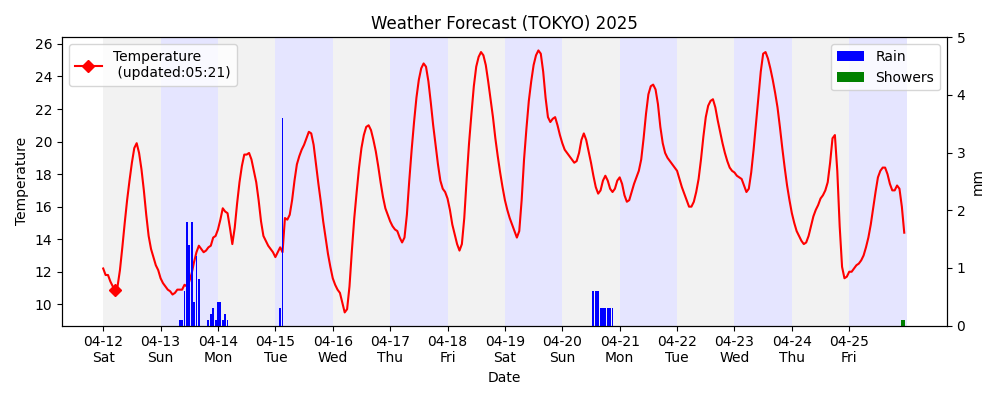 Weather Forecast (TOKYO) 2025
Temperature
(updated:05:21)
Rain
Showers
Temperature
26
24
22
20
18
16
14
12
10
5
4
3
2
1
0
mm
04-12 04-13 04-14 04-15 04-16 04-17 04-18 04-19 04-20 04-21 04-22 04-23 04-24 04-25
Sat Sun Mon Tue Wed Thu Fri Sat Sun Mon Tue Wed Thu Fri
Date